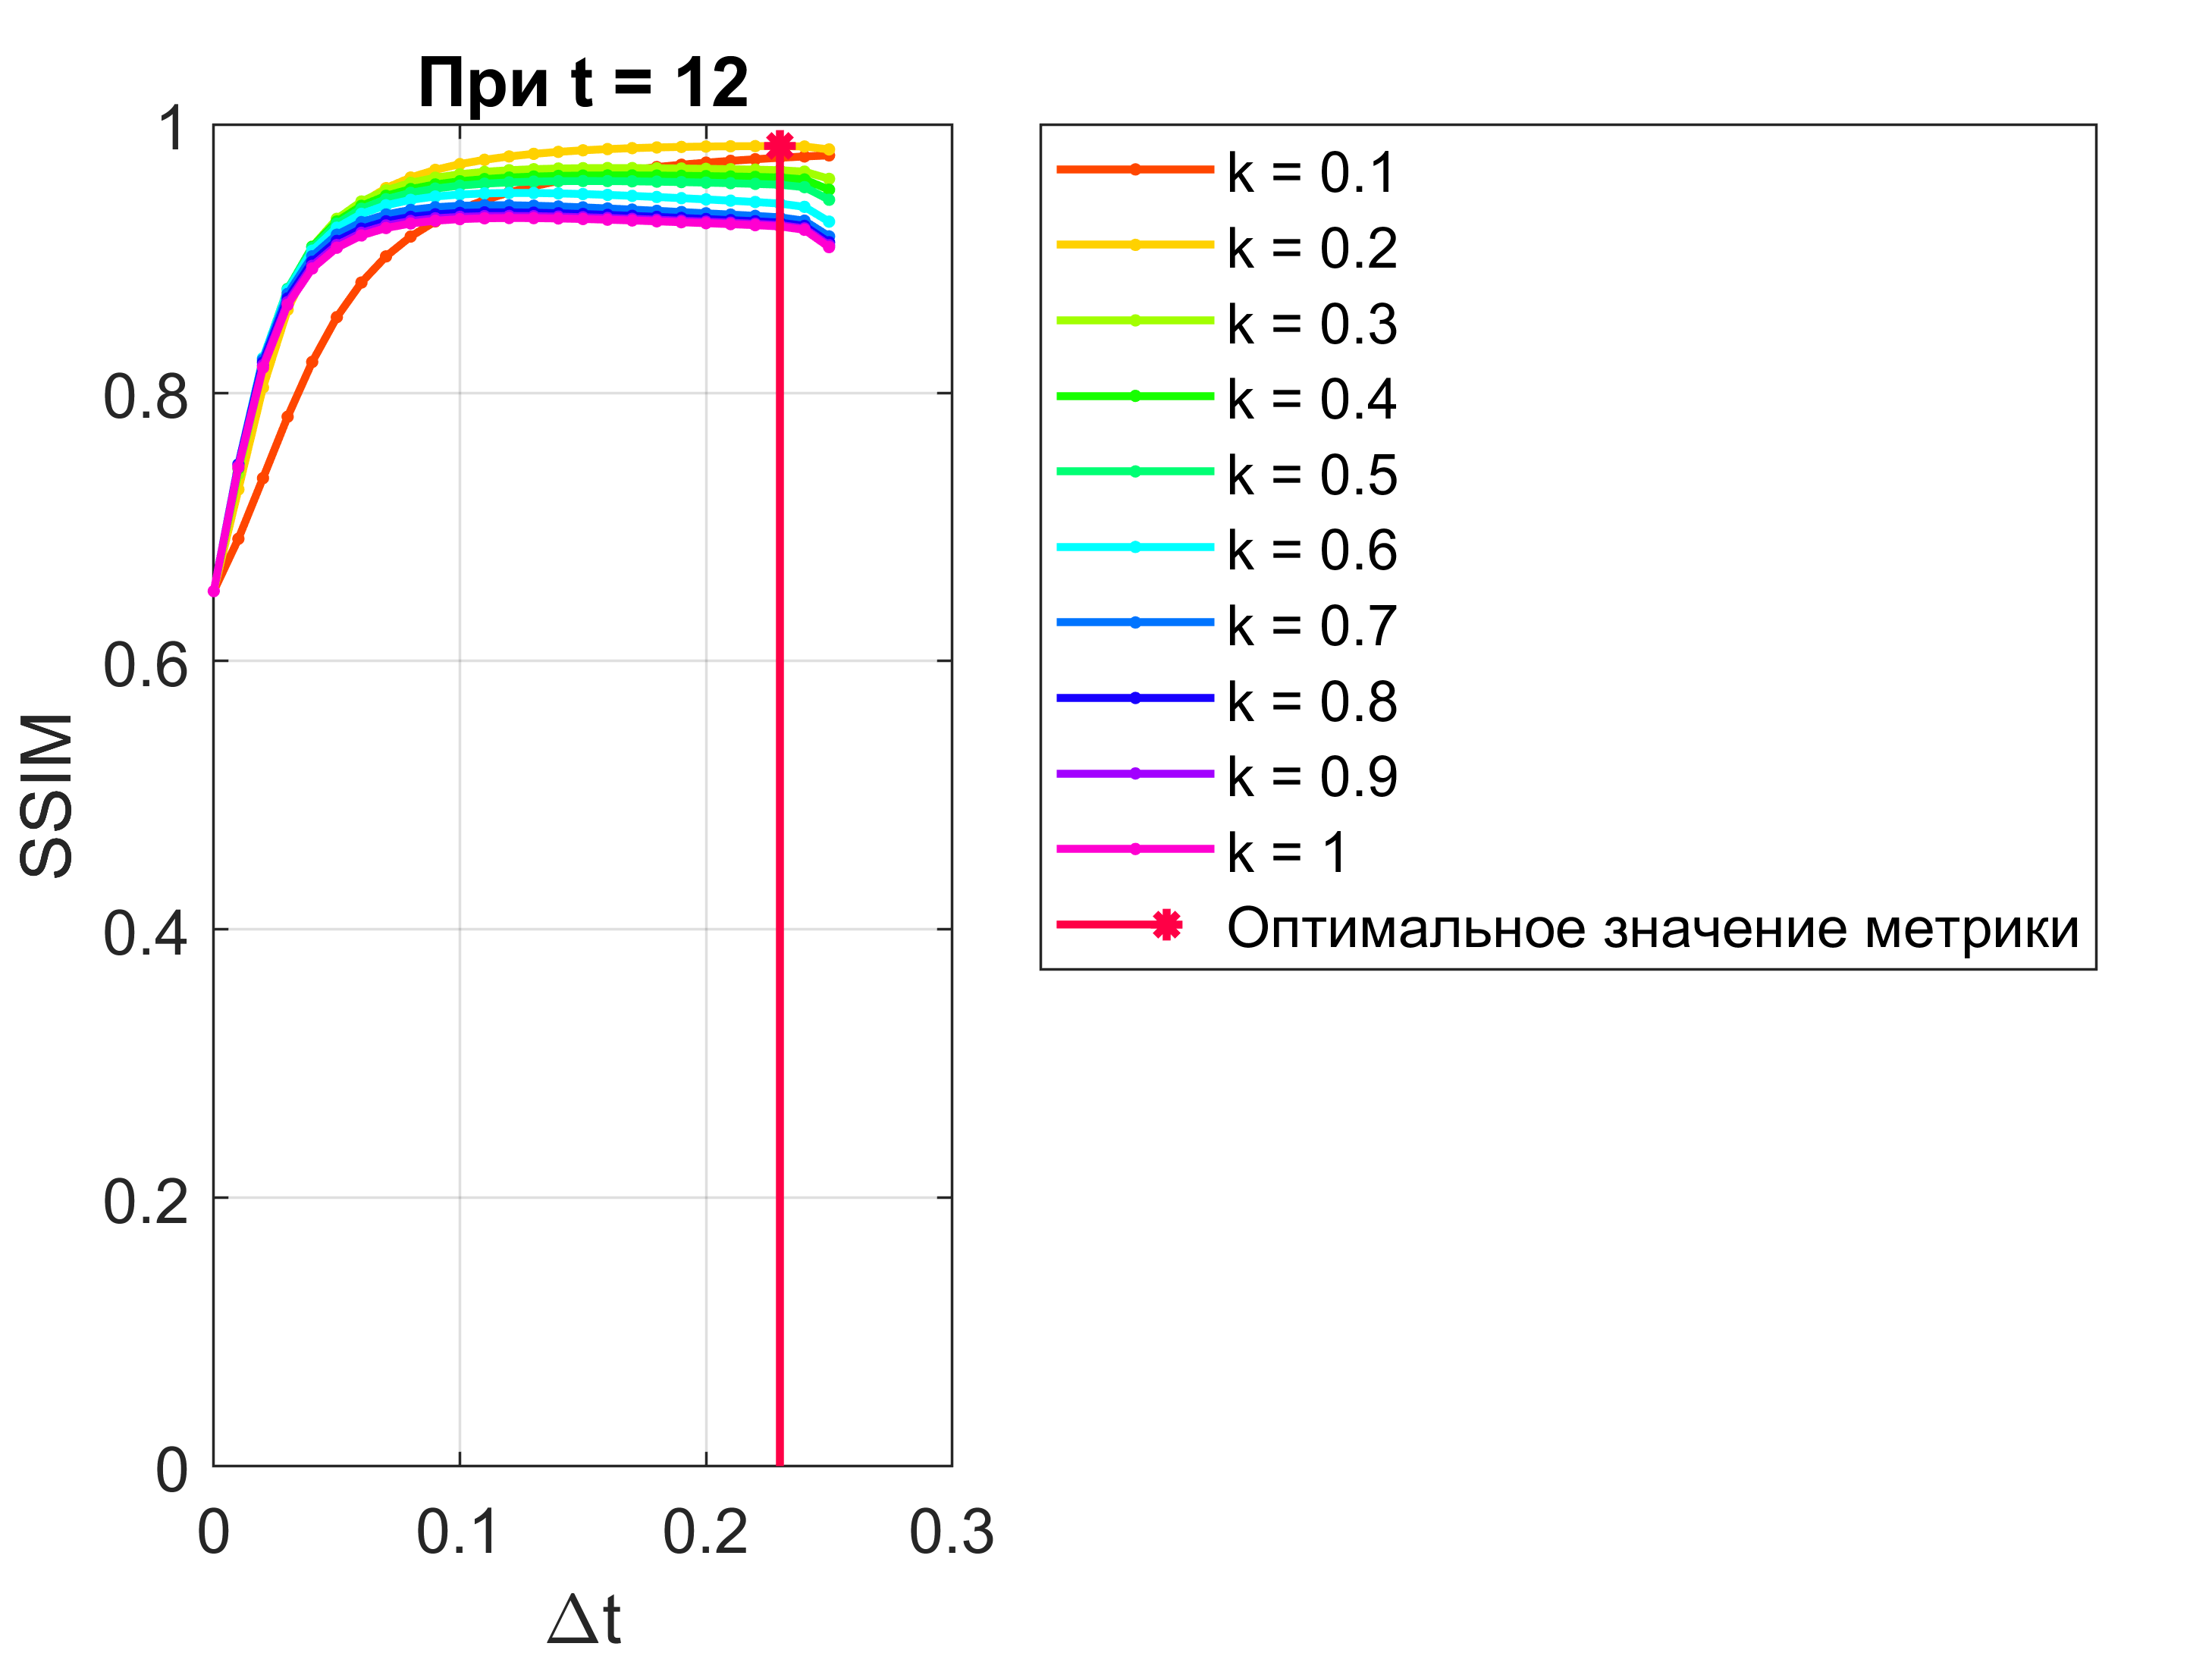 При t = 12
1
0.8
0.6
0.4
0.2
0
SSIM
0
0.1
0.2
0.3
Δt
k = 0.1
k = 0.2
k = 0.3
k = 0.4
k = 0.5
k = 0.6
k = 0.7
k = 0.8
k = 0.9
k = 1
Оптимальное значение метрики